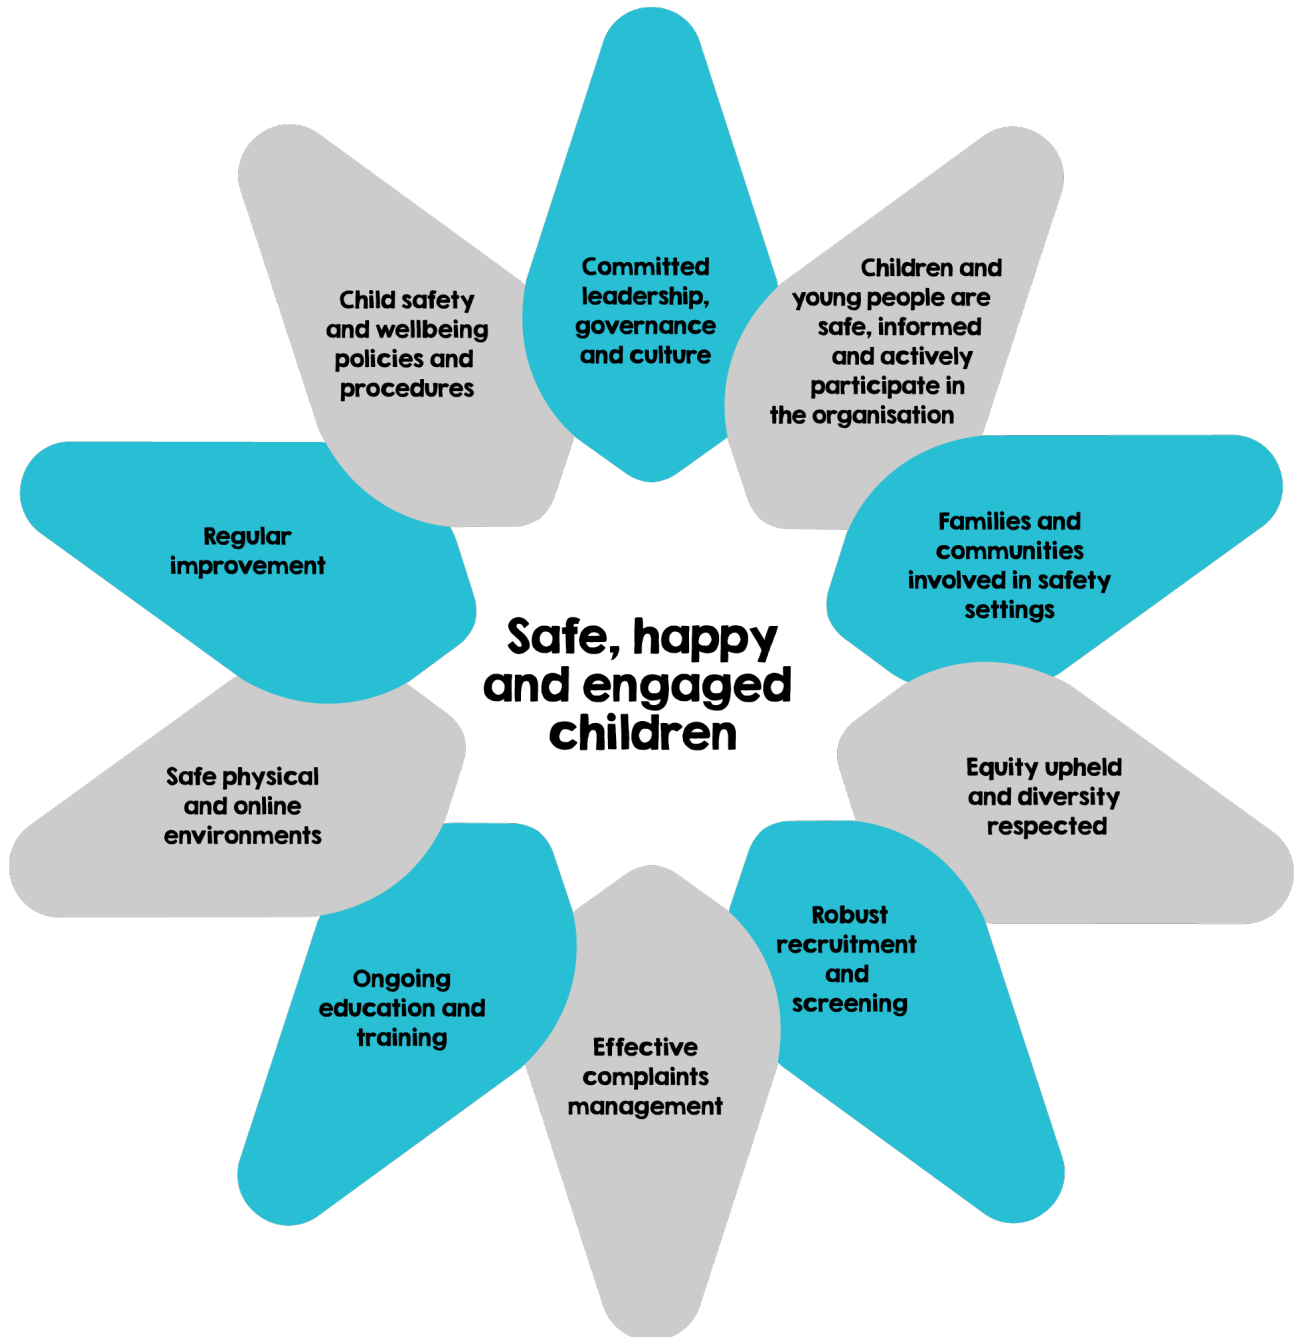 Committed
leadership,
governance
and culture
Children and
young people are
safe, informed
and actively
participate in
the organisation
Families and
communities
involved in safety
settings
Equity upheld
and diversity
respected
Robust
recruitment
and
screening
Effective
complaints
management
Ongoing
education and
training
Safe physical
and online
environments
Regular
improvement
Child safety
and wellbeing
policies and
procedures
Safe, happy
and engaged
children